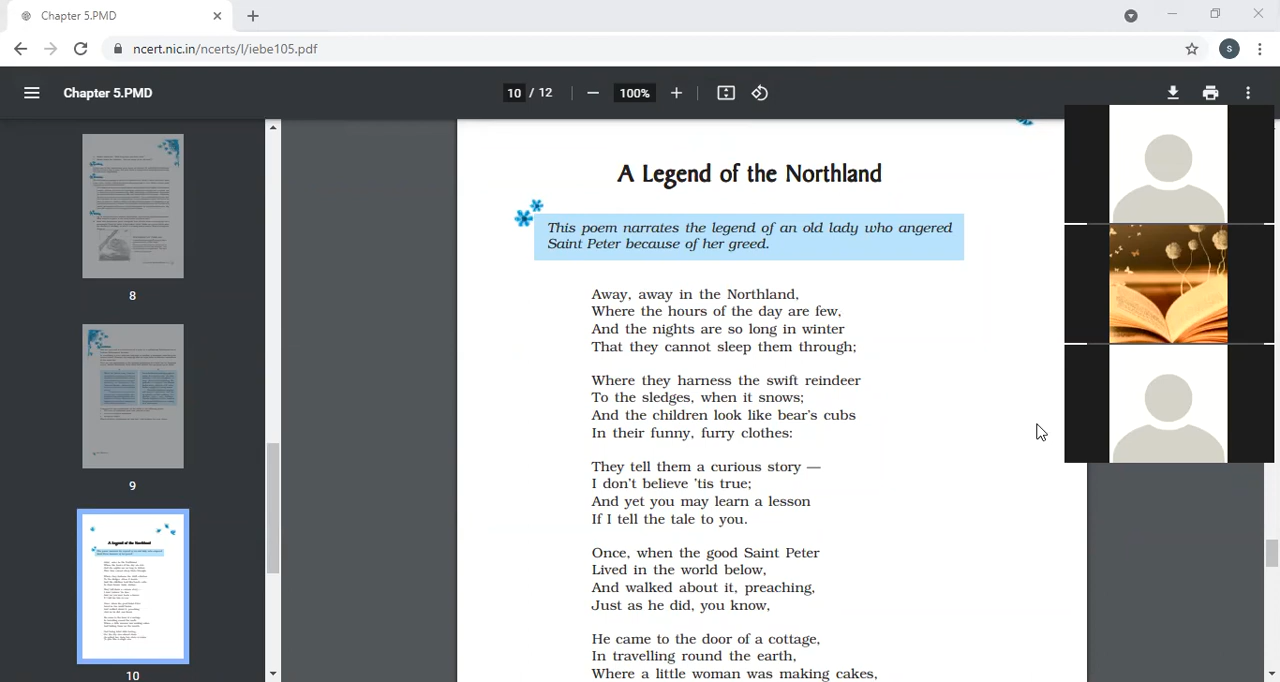 Chapter 5.PMD
ncert.nic.in/ncerts/l/iebe105.pdf
S
Chapter 5.PMD
10 / 12
100%
8
9
10
A Legend of the Northland
This poem narrates the legend of an old lady who angered
Saint Peter because of her greed.
Away, away in the Northland,
Where the hours of the day are few,
And the nights are so long in winter
That they cannot sleep them through;
Where they harness the swift reindeer
To the sledges, when it snows;
And the children look like bear's cubs
In their funny, furry clothes:
They tell them a curious story —
I don't believe 'tis true;
And yet you may learn a lesson
If I tell the tale to you.
Once, when the good Saint Peter
Lived in the world below,
And walked about it, preaching,
Just as he did, you know,
He came to the door of a cottage,
In travelling round the earth,
Where a little woman was making cakes,